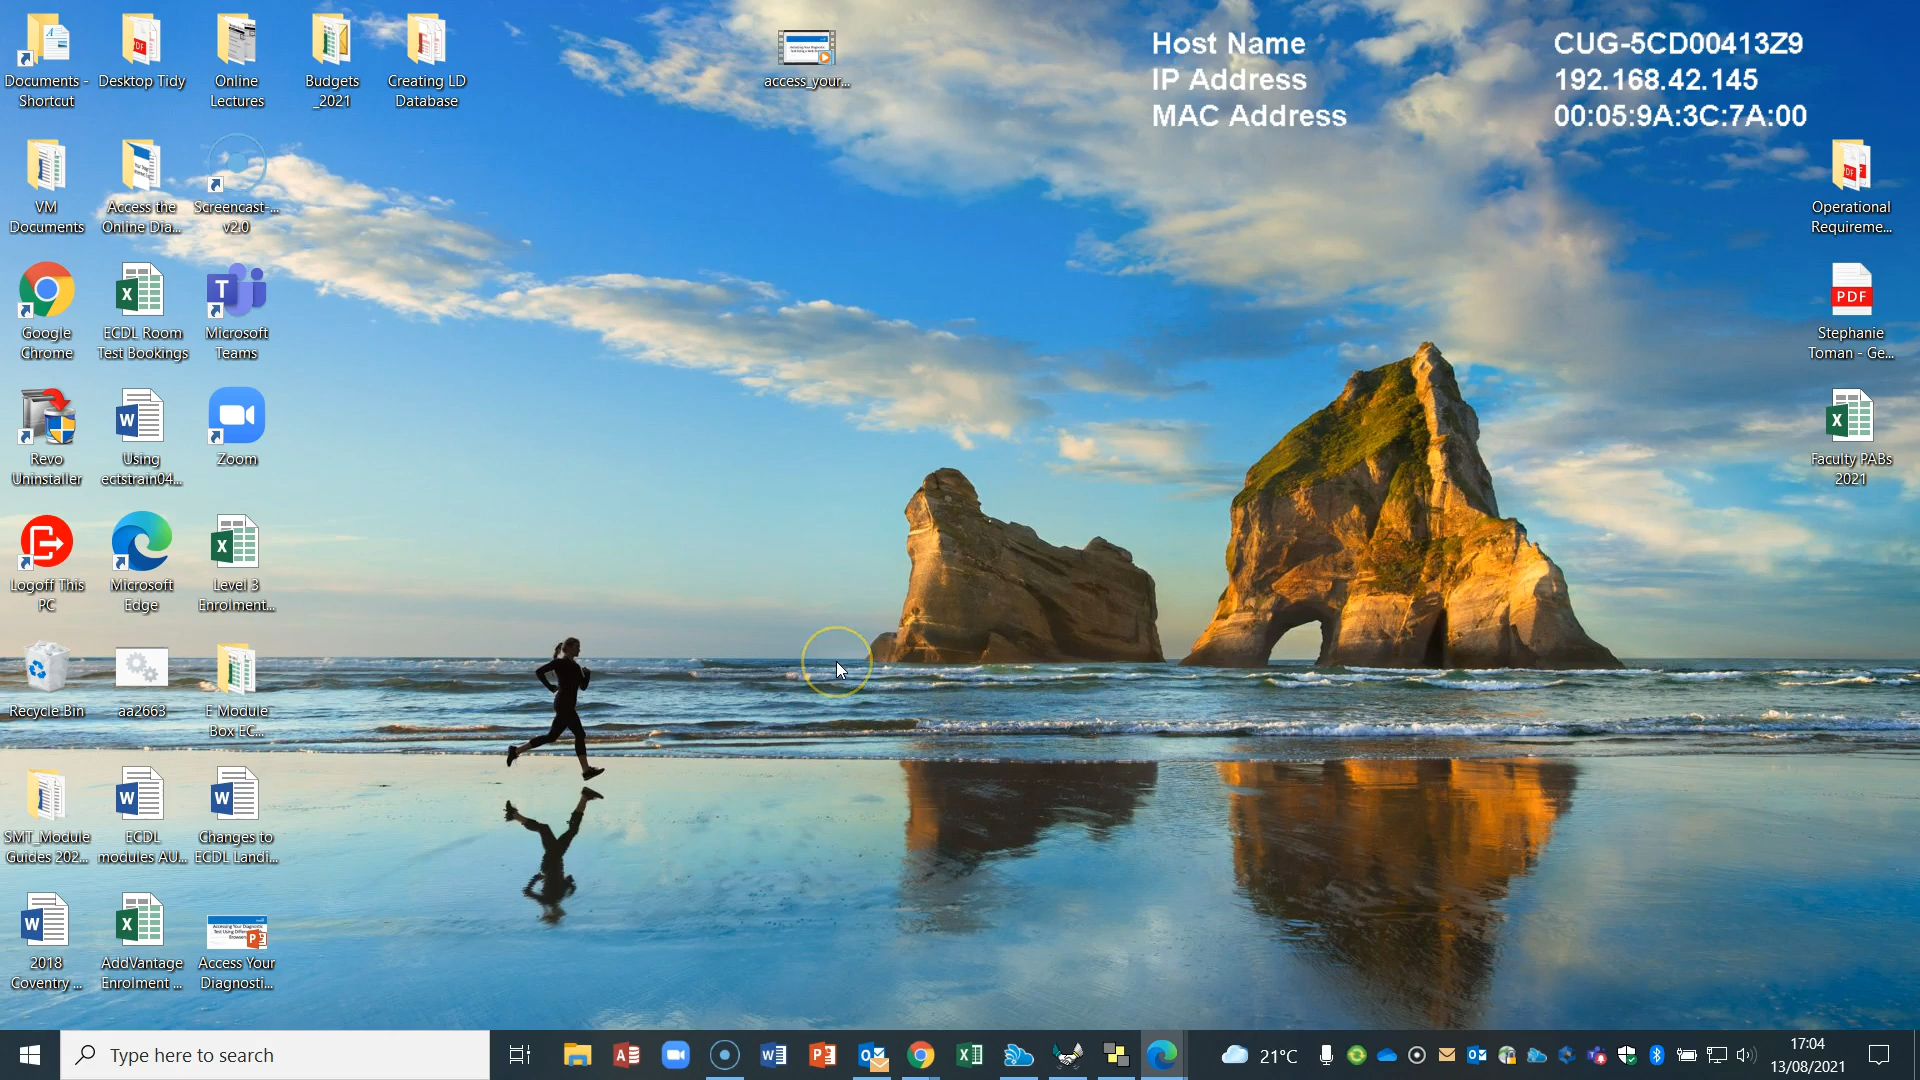 Documents -
Shortcut
Desktop Tidy
Online
Lectures
Budgets
_2021
Creating LD
Database
access_your...
Host Name
CUG-5CD00413Z9
IP Address
192.168.42.145
MAC Address
00:05:9A:3C:7A:00
VM
Documents
Access the
Online Dia...
Screencast-...
v2.0
PDF
Operational
Requireme...
Google
Chrome
ECDL Room
Test Bookings
Microsoft
Teams
PDF
Stephanie
Toman - Ge...
Revo
Uninstaller
Using
ectstrain04...
Zoom
Faculty PABs
2021
Logoff This
PC
Microsoft
Edge
Level 3
Enrolment...
Recycle Bin
aa2663
E Module
Box EC...
SMT_Module
Guides 202...
ECDL
modules AU...
Changes to
ECDL Landi...
2018
Coventry ...
AddVantage
Enrolment ...
Access Your
Diagnosti...
Type here to search
21°C
17:04
13/08/2021